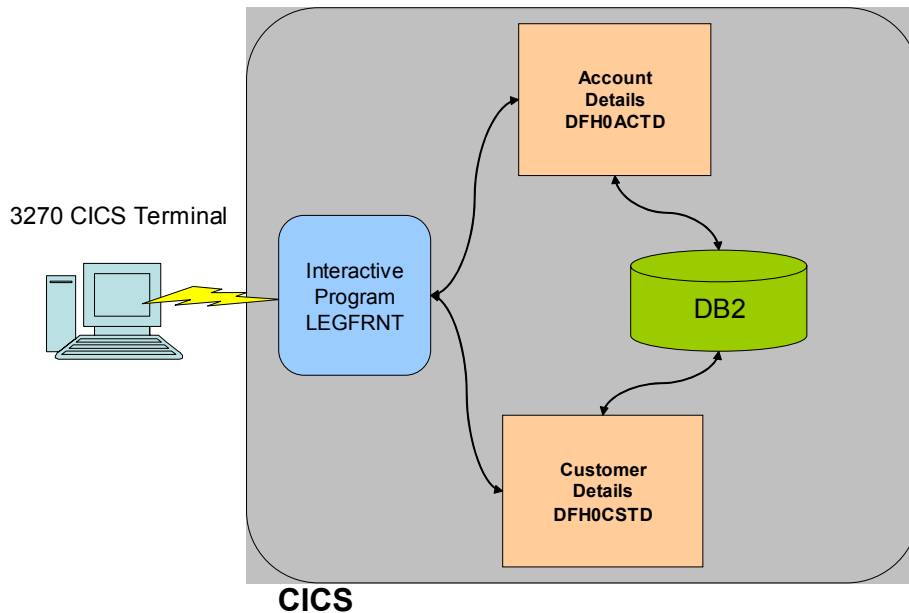 Account
Details
DFH0ACTD
3270 CICS Terminal
Interactive
Program
LEGFRNT
DB2
Customer
Details
DFH0CSTD
CICS